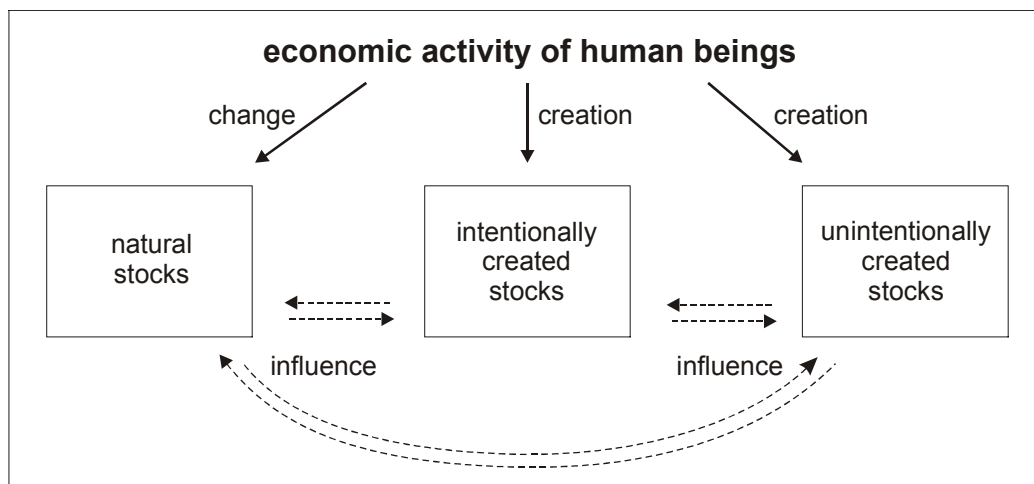 economic activity of human beings
change
creation
creation
natural
stocks
intentionally
created
stocks
unintentionally
created
stocks
influence
influence